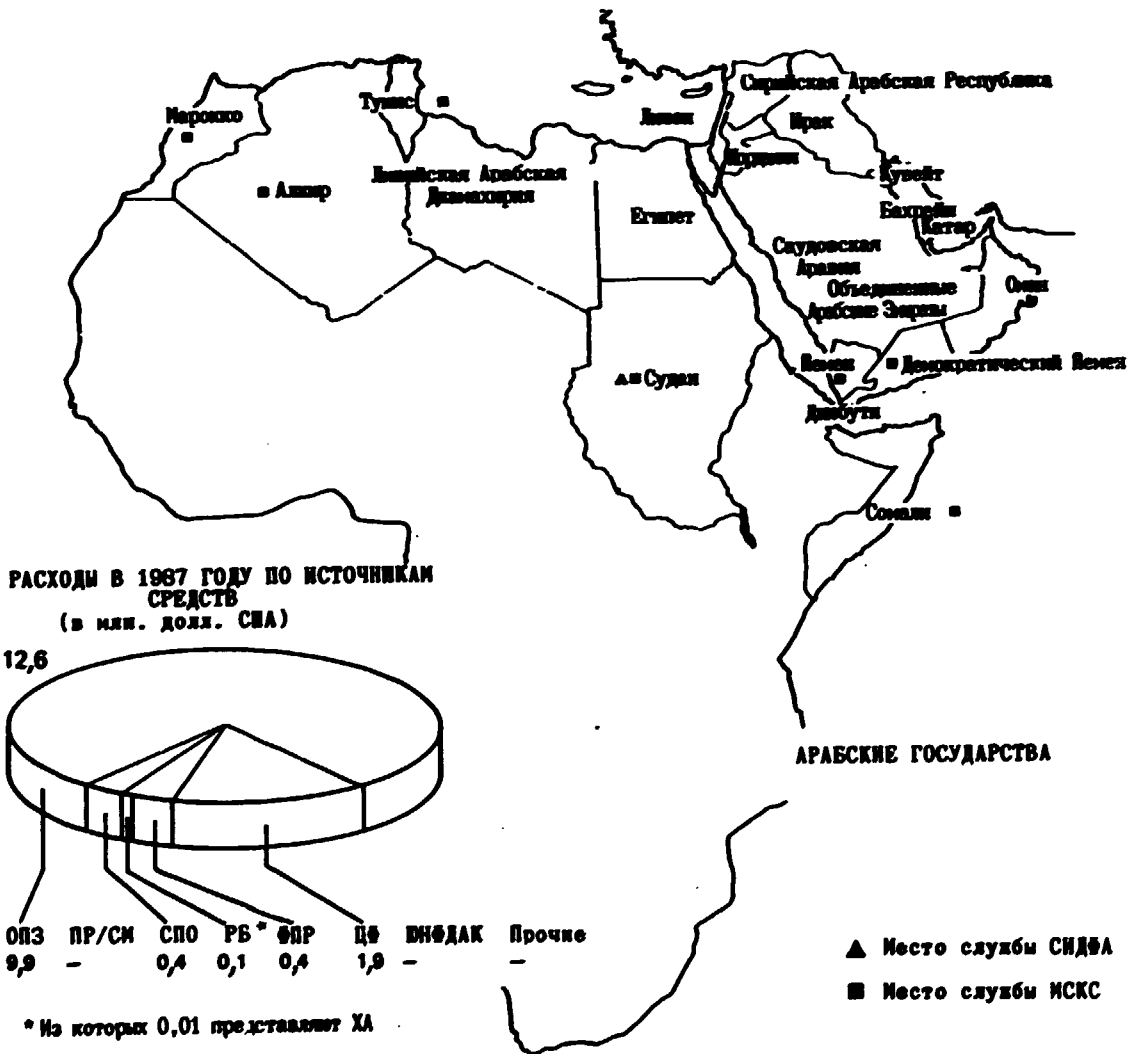 Сирийская Арабская Республика
Тунис
Марокко
Ливан
Ирак
Иордания
Ливийская Арабская
Джамахирия
Кувейт
Алжир
Египет
Бахрейн
Катар
Саудовская
Аравия
Объединенные
Арабские Эмираты
Оман
Йемен
Демократический Йемен
Судан
Джибути
Сомали
РАСХОДЫ В 1987 ГОДУ ПО ИСТОЧНИКАМ
СРЕДСТВ
(в млн. долл. США)
12,6
АРАБСКИЕ ГОСУДАРСТВА
ОПЗ ПР/СМ СПО РБ* ФПР ЦФ ЮНФДАК Прочие
9,9 - 0,4 0,1 0,4 1,9 - -
* Из которых 0,01 представляют ХА
▲ Место службы СИДФА
■ Место службы ИСКС